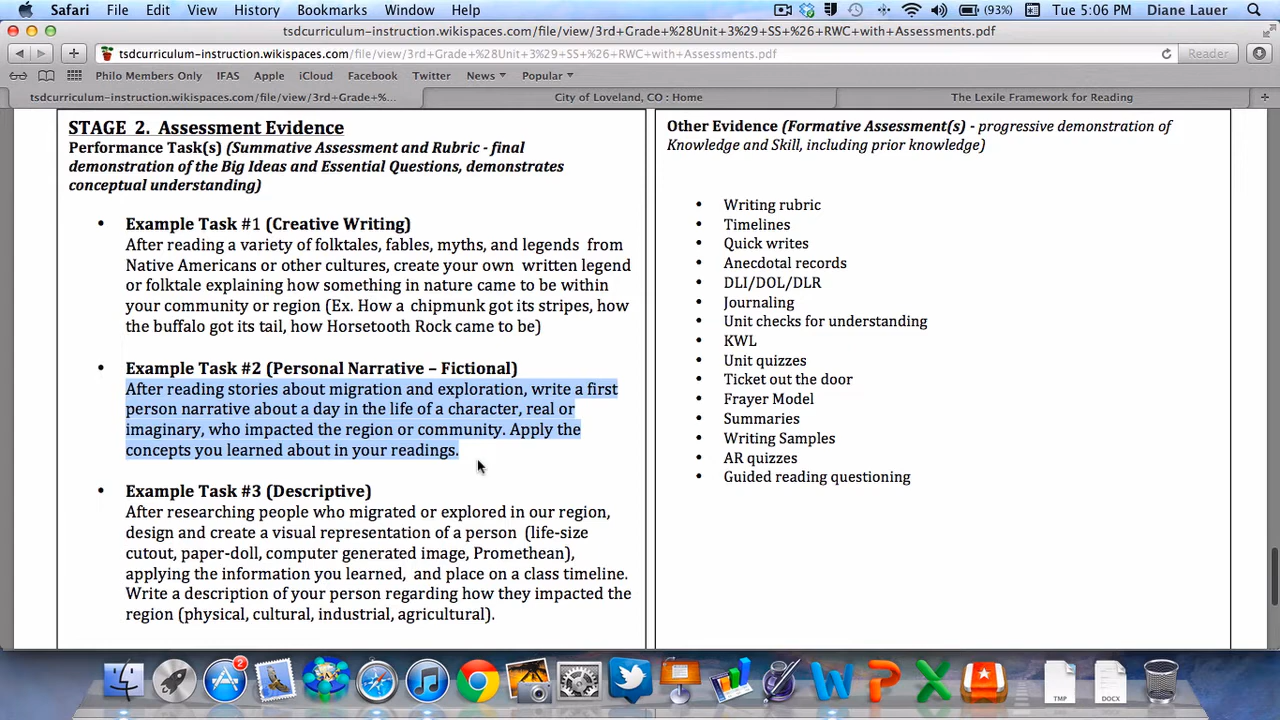 Safari File Edit View History Bookmarks Window Help (93%) Tue 5:06 PM Diane Lauer
tsdcurriculum-instruction.wikispaces.com/file/view/3rd+Grade+%28Unit+3%29+SS+%26+RWC+with+Assessments.pdf
tsdcurriculum-instruction.wikispaces.com/file/view/3rd+Grade+%28Unit+3%29+SS+%26+RWC+with+Assessments.pdf Reader
Philo Members Only IFAS Apple iCloud Facebook Twitter News Popular
tsdcurriculum-instruction.wikispaces.com/file/view/3rd+Grade+%... City of Loveland, CO : Home The Lexile Framework for Reading
STAGE 2. Assessment Evidence
Performance Task(s) (Summative Assessment and Rubric - final
demonstration of the Big Ideas and Essential Questions, demonstrates
conceptual understanding)
• Example Task #1 (Creative Writing)
After reading a variety of folktales, fables, myths, and legends from
Native Americans or other cultures, create your own written legend
or folktale explaining how something in nature came to be within
your community or region (Ex. How a chipmunk got its stripes, how
the buffalo got its tail, how Horsetooth Rock came to be)
• Example Task #2 (Personal Narrative – Fictional)
After reading stories about migration and exploration, write a first
person narrative about a day in the life of a character, real or
imaginary, who impacted the region or community. Apply the
concepts you learned about in your readings.
• Example Task #3 (Descriptive)
After researching people who migrated or explored in our region,
design and create a visual representation of a person (life-size
cutout, paper-doll, computer generated image, Promethean),
applying the information you learned, and place on a class timeline.
Write a description of your person regarding how they impacted the
region (physical, cultural, industrial, agricultural).
Other Evidence (Formative Assessment(s) - progressive demonstration of
Knowledge and Skill, including prior knowledge)
• Writing rubric
• Timelines
• Quick writes
• Anecdotal records
• DLI/DOL/DLR
• Journaling
• Unit checks for understanding
• KWL
• Unit quizzes
• Ticket out the door
• Frayer Model
• Summaries
• Writing Samples
• AR quizzes
• Guided reading questioning
2
TMP
DOCX